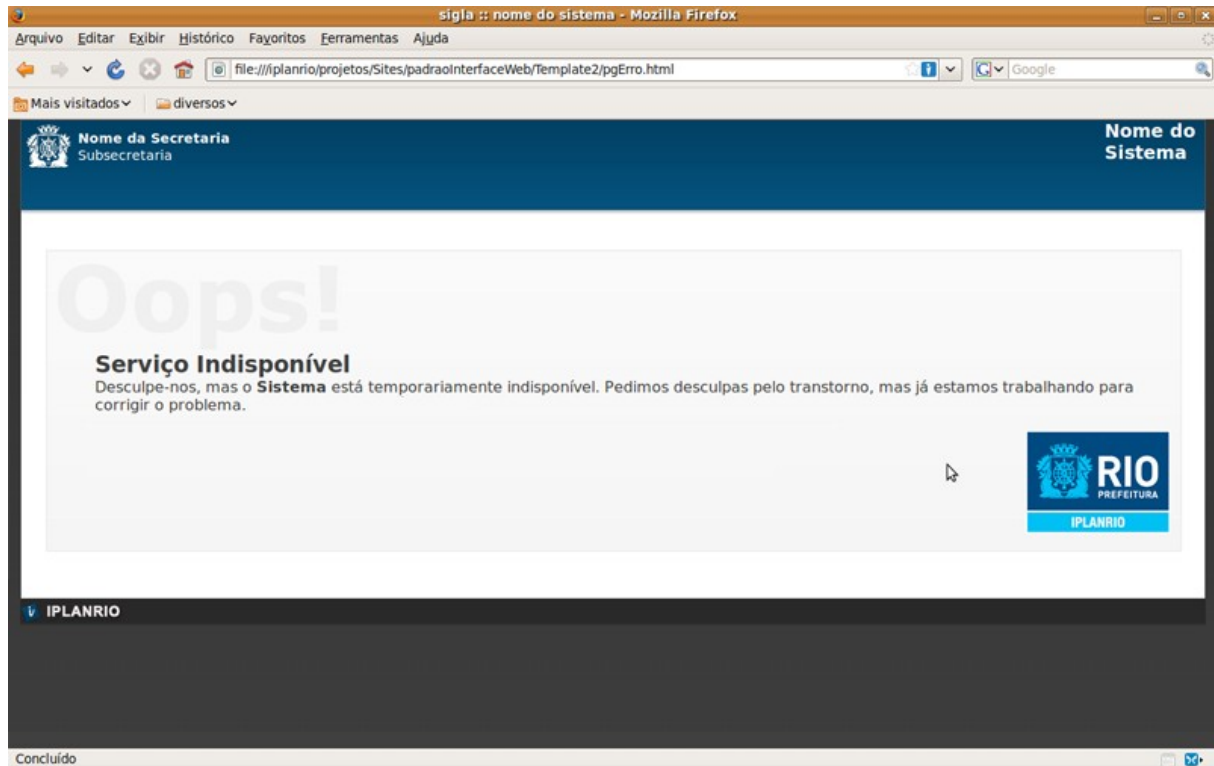 sigla :: nome do sistema - Mozilla Firefox
Arquivo Editar Exibir Histórico Favoritos Ferramentas Ajuda
file:///iplanrio/projetos/Sites/padraoInterfaceWeb/Template2/pgErro.html
Google
Mais visitados diversos
Nome da Secretaria
Subsecretaria
Nome do
Sistema
Oops!
Serviço Indisponível
Desculpe-nos, mas o Sistema está temporariamente indisponível. Pedimos desculpas pelo transtorno, mas já estamos trabalhando para
corrigir o problema.
RIO
PREFEITURA
IPLANRIO
IPLANRIO
Concluído